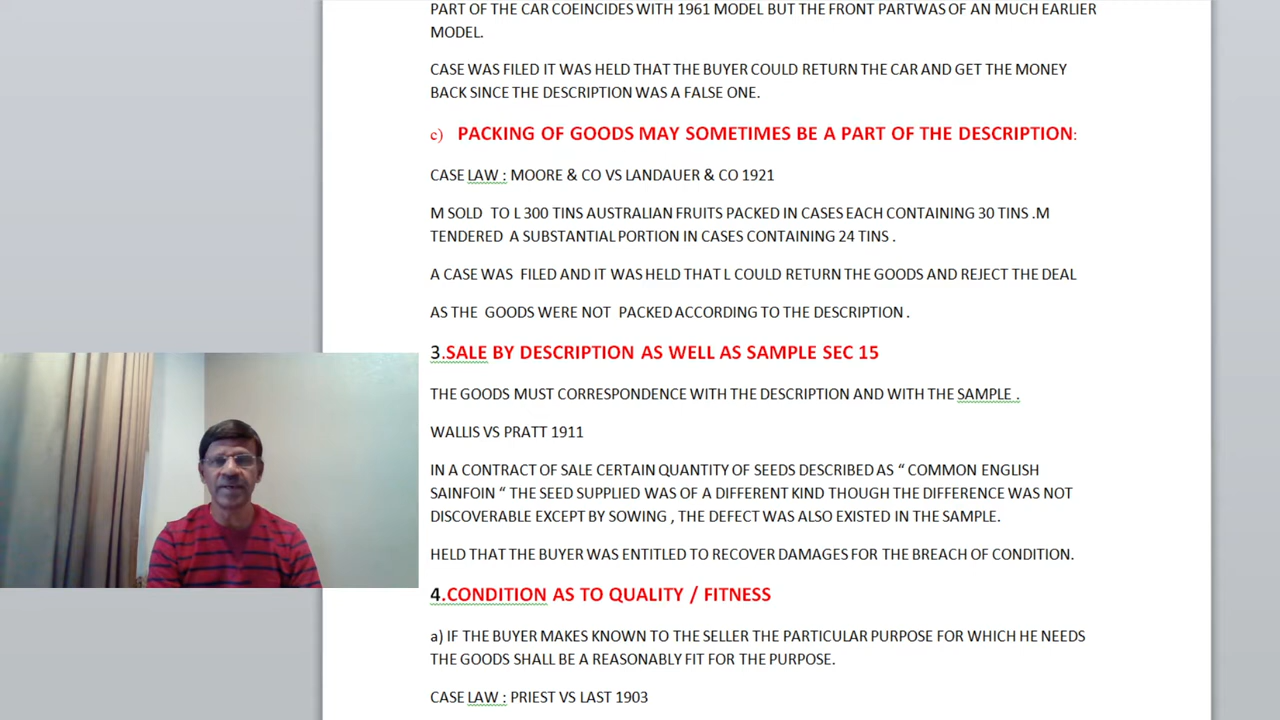 PART OF THE CAR COEINCIDES WITH 1961 MODEL BUT THE FRONT PARTWAS OF AN MUCH EARLIER
MODEL.
CASE WAS FILED IT WAS HELD THAT THE BUYER COULD RETURN THE CAR AND GET THE MONEY
BACK SINCE THE DESCRIPTION WAS A FALSE ONE.
c) PACKING OF GOODS MAY SOMETIMES BE A PART OF THE DESCRIPTION:
CASE LAW : MOORE & CO VS LANDAUER & CO 1921
M SOLD TO L 300 TINS AUSTRALIAN FRUITS PACKED IN CASES EACH CONTAINING 30 TINS .M
TENDERED A SUBSTANTIAL PORTION IN CASES CONTAINING 24 TINS .
A CASE WAS FILED AND IT WAS HELD THAT L COULD RETURN THE GOODS AND REJECT THE DEAL
AS THE GOODS WERE NOT PACKED ACCORDING TO THE DESCRIPTION .
3.SALE BY DESCRIPTION AS WELL AS SAMPLE SEC 15
THE GOODS MUST CORRESPONDENCE WITH THE DESCRIPTION AND WITH THE SAMPLE .
WALLIS VS PRATT 1911
IN A CONTRACT OF SALE CERTAIN QUANTITY OF SEEDS DESCRIBED AS “ COMMON ENGLISH
SAINFOIN “ THE SEED SUPPLIED WAS OF A DIFFERENT KIND THOUGH THE DIFFERENCE WAS NOT
DISCOVERABLE EXCEPT BY SOWING , THE DEFECT WAS ALSO EXISTED IN THE SAMPLE.
HELD THAT THE BUYER WAS ENTITLED TO RECOVER DAMAGES FOR THE BREACH OF CONDITION.
4.CONDITION AS TO QUALITY / FITNESS
a) IF THE BUYER MAKES KNOWN TO THE SELLER THE PARTICULAR PURPOSE FOR WHICH HE NEEDS
THE GOODS SHALL BE A REASONABLY FIT FOR THE PURPOSE.
CASE LAW : PRIEST VS LAST 1903